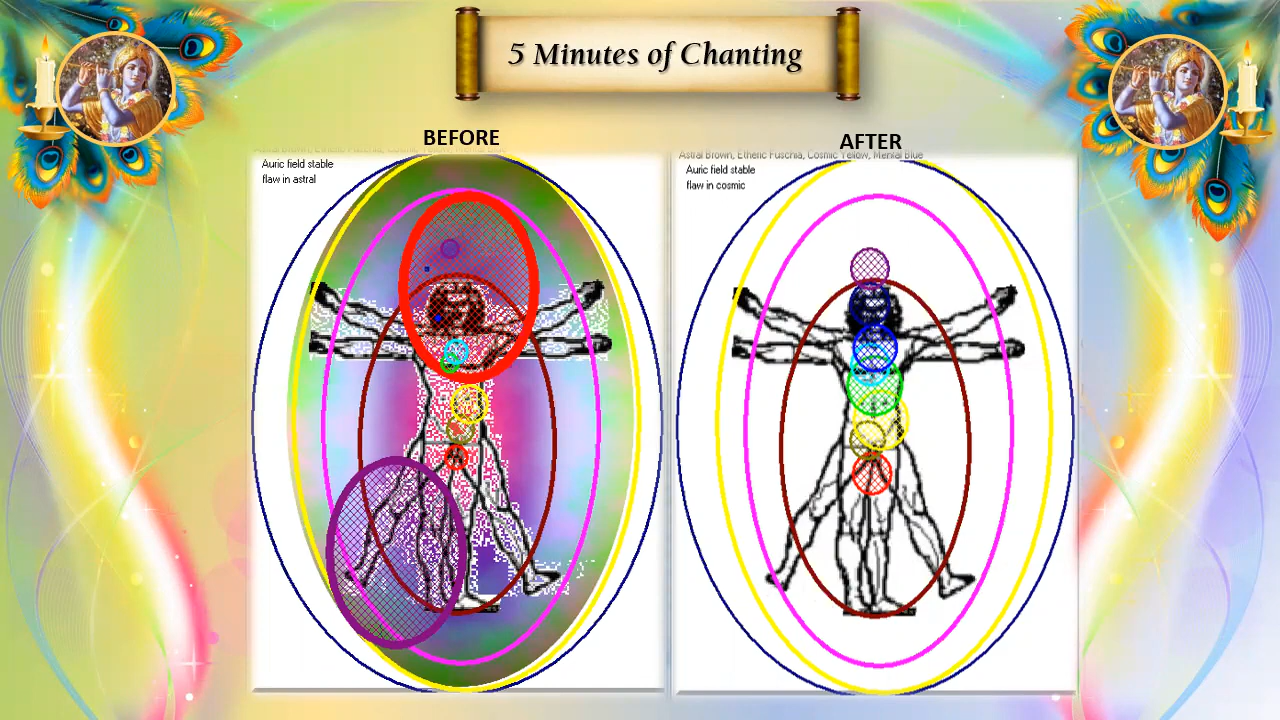 5 Minutes of Chanting
BEFORE
AFTER
Auric field stable
flaw in astral
Astral Brown, Etheric Fuschia, Cosmic Yellow, Mental Blue
Auric field stable
flaw in cosmic